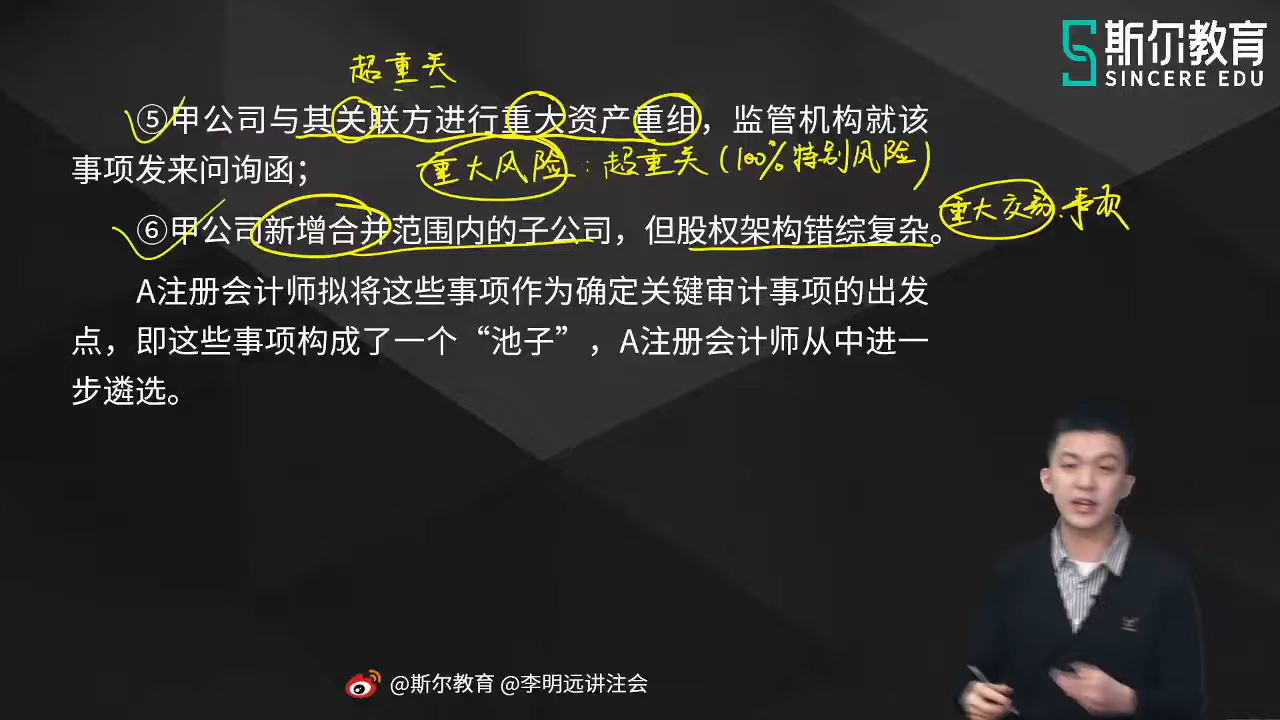 斯尔教育
SINCERE EDU
超重关
⑤甲公司与其关联方进行重大资产重组，监管机构就该
事项发来问询函；
重大风险：超重关（100%特别风险）
⑥甲公司新增合并范围内的子公司，但股权架构错综复杂。
重大交易、事项
A注册会计师拟将这些事项作为确定关键审计事项的出发
点，即这些事项构成了一个“池子”，A注册会计师从中进一
步遴选。
@斯尔教育 @李明远讲注会